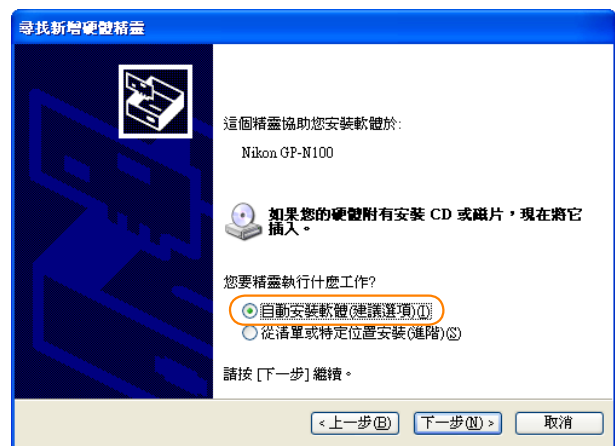 尋找新增硬體精靈
這個精靈協助您安裝軟體於:
Nikon GP-N100
如果您的硬體附有安裝 CD 或磁片，現在將它
插入。
您要精靈執行什麼工作?
自動安裝軟體(建議選項)(I)
從清單或特定位置安裝(進階)(S)
請按 [下一步] 繼續。
<上一步(B) 下一步(N)> 取消